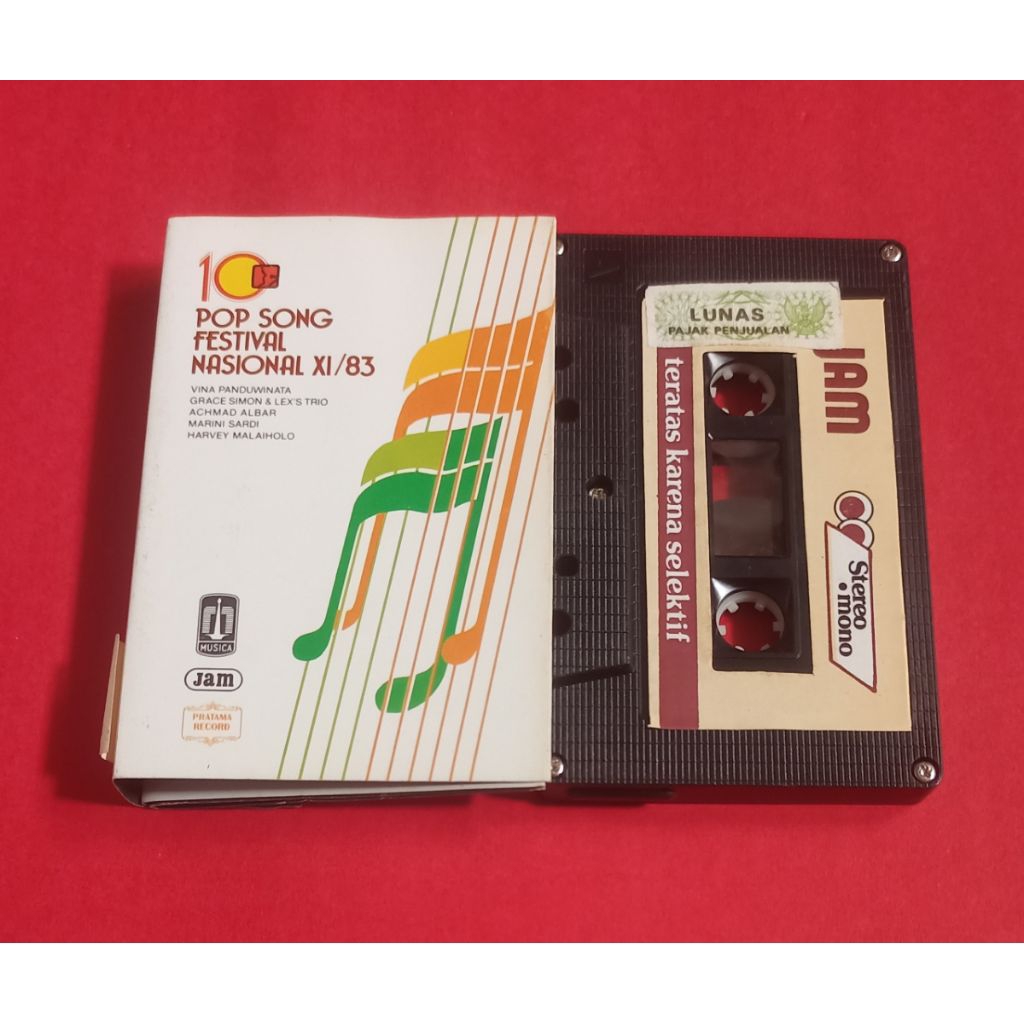 10
POP SONG
FESTIVAL
NASIONAL XI/83
VINA PANDUWINATA
GRACE SIMON & LEX'S TRIO
ACHMAD ALBAR
MARINI SARDI
HARVEY MALAIHOLO
MUSICA
Jam
PRATAMA
RECORD
LUNAS
PAJAK PENJUALAN
JAM
teratas karena selektif
Stereo
• mono